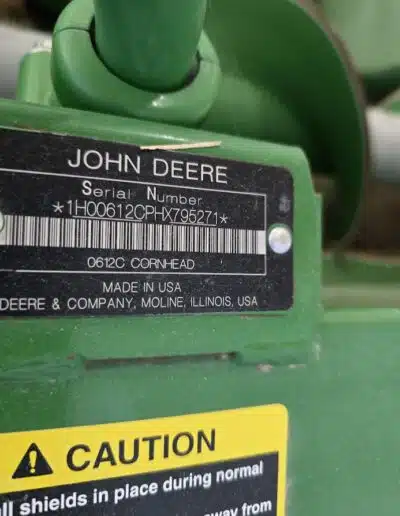 JOHN DEERE
Serial Number
*1H00612CPHX795271*
0612C CORNHEAD
MADE IN USA
DEERE & COMPANY, MOLINE, ILLINOIS, USA
CAUTION
shields in place during normal
away from